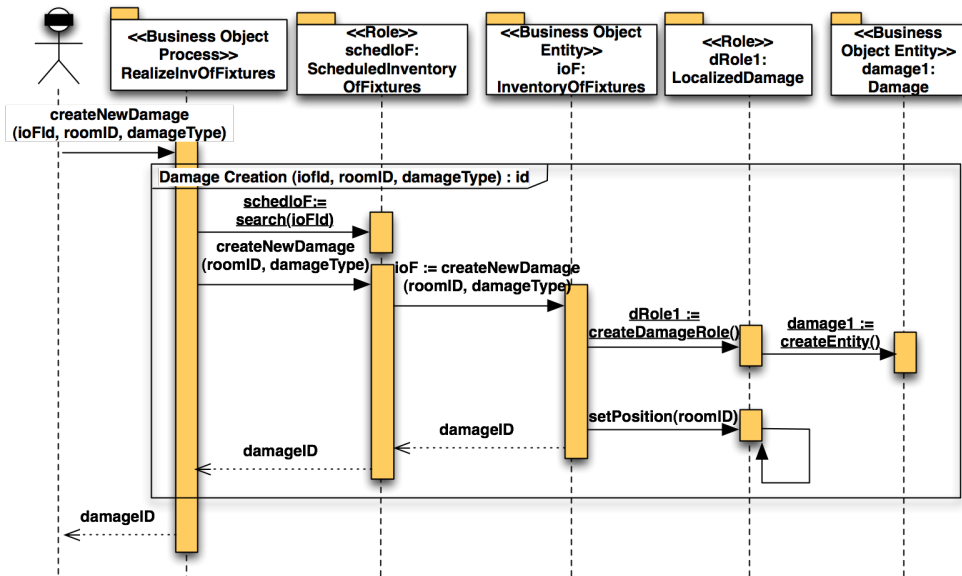 <<Business Object
Process>>
RealizeInvOfFixtures
<<Role>>
schedIoF:
ScheduledInventory
OfFixtures
<<Business Object
Entity>>
ioF:
InventoryOfFixtures
<<Role>>
dRole1:
LocalizedDamage
<<Business
Object Entity>>
damage1:
Damage
createNewDamage
(ioFId, roomID, damageType)
Damage Creation (iofId, roomID, damageType) : id
schedIoF:=
search(ioFId)
createNewDamage
(roomID, damageType)
ioF := createNewDamage
(roomID, damageType)
dRole1 :=
createDamageRole()
damage1 :=
createEntity()
setPosition(roomID)
damageID
damageID
damageID